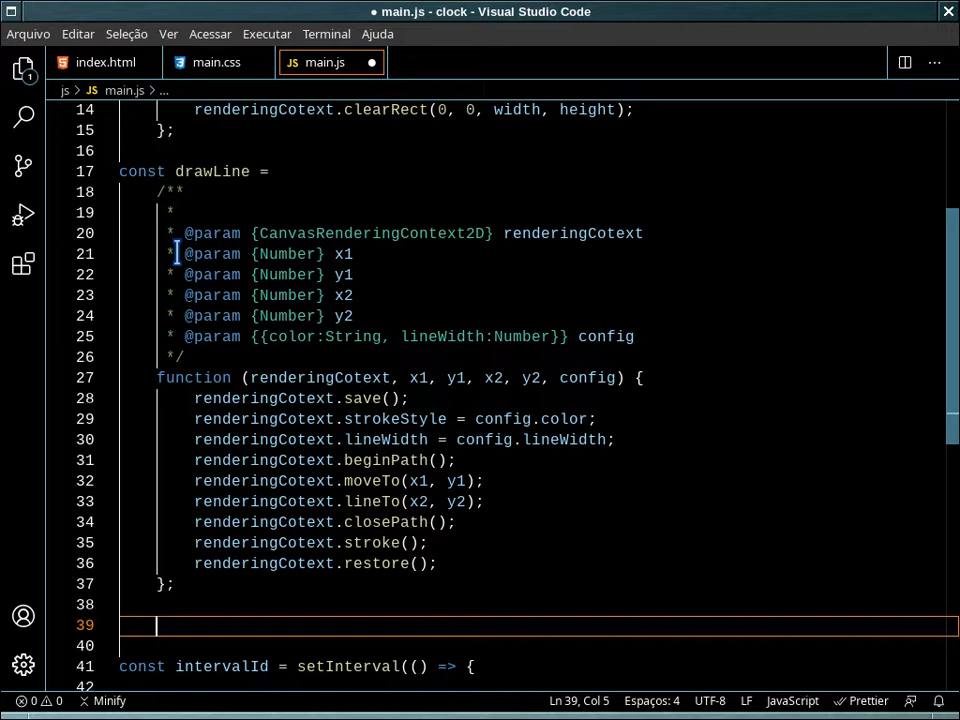 ● main.js - clock - Visual Studio Code
Arquivo Editar Seleção Ver Acessar Executar Terminal Ajuda
index.html main.css JS main.js ●
js > JS main.js > ...
14 renderingCotext.clearRect(0, 0, width, height);
15 };
16
17 const drawLine =
18 /**
19 *
20 * @param {CanvasRenderingContext2D} renderingCotext
21 * @param {Number} x1
22 * @param {Number} y1
23 * @param {Number} x2
24 * @param {Number} y2
25 * @param {{color:String, lineWidth:Number}} config
26 */
27 function (renderingCotext, x1, y1, x2, y2, config) {
28 renderingCotext.save();
29 renderingCotext.strokeStyle = config.color;
30 renderingCotext.lineWidth = config.lineWidth;
31 renderingCotext.beginPath();
32 renderingCotext.moveTo(x1, y1);
33 renderingCotext.lineTo(x2, y2);
34 renderingCotext.closePath();
35 renderingCotext.stroke();
36 renderingCotext.restore();
37 };
38
39
40
41 const intervalId = setInterval(() => {
42
1
0 0 Minify Ln 39, Col 5 Espaços: 4 UTF-8 LF JavaScript Prettier